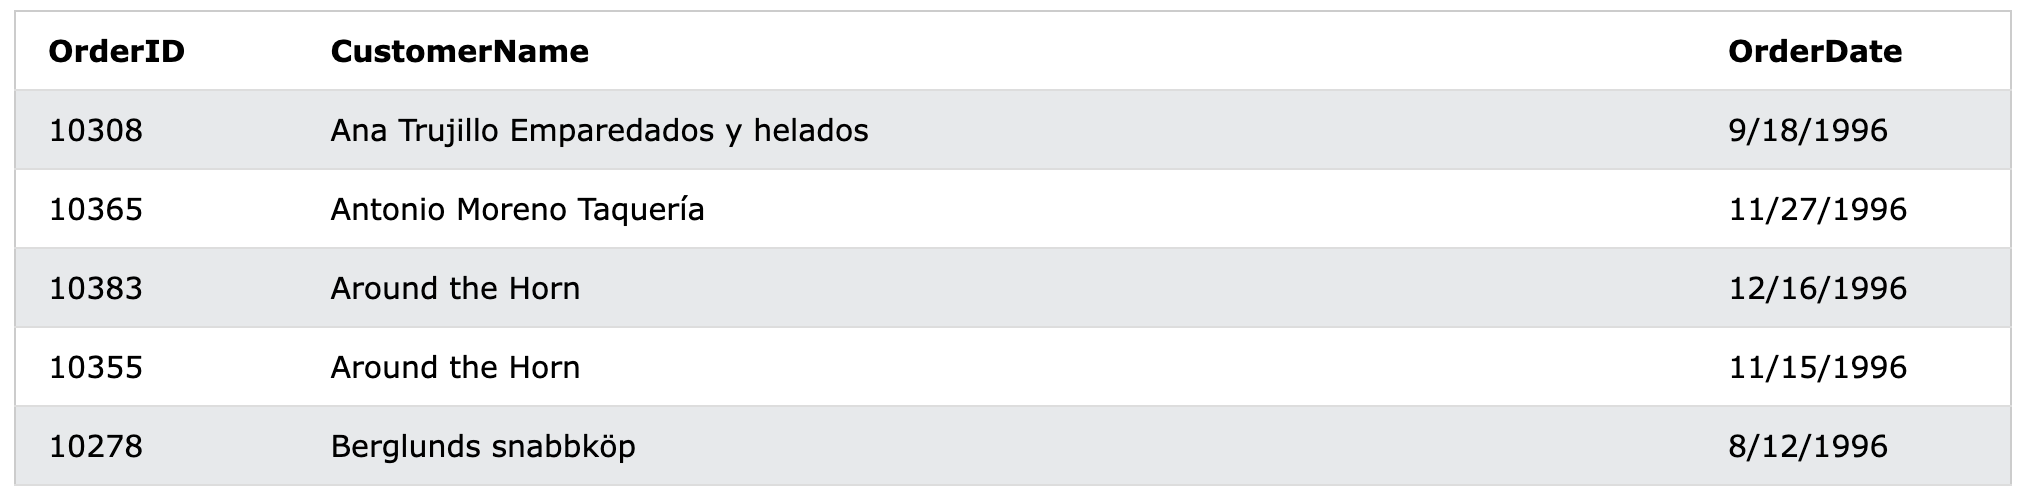 OrderID CustomerName OrderDate
10308 Ana Trujillo Emparedados y helados 9/18/1996
10365 Antonio Moreno Taquería 11/27/1996
10383 Around the Horn 12/16/1996
10355 Around the Horn 11/15/1996
10278 Berglunds snabbköp 8/12/1996